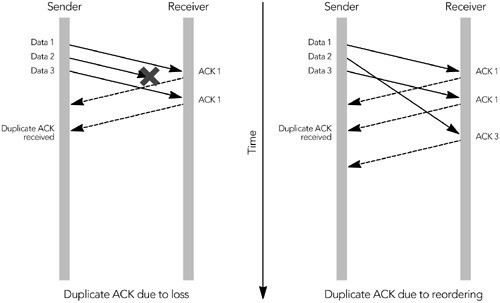 Sender
Receiver
Data 1
Data 2
Data 3
ACK 1
ACK 1
Duplicate ACK
received
Duplicate ACK due to loss
Time
Sender
Receiver
Data 1
Data 2
Data 3
ACK 1
ACK 1
Duplicate ACK
received
ACK 3
Duplicate ACK due to reordering